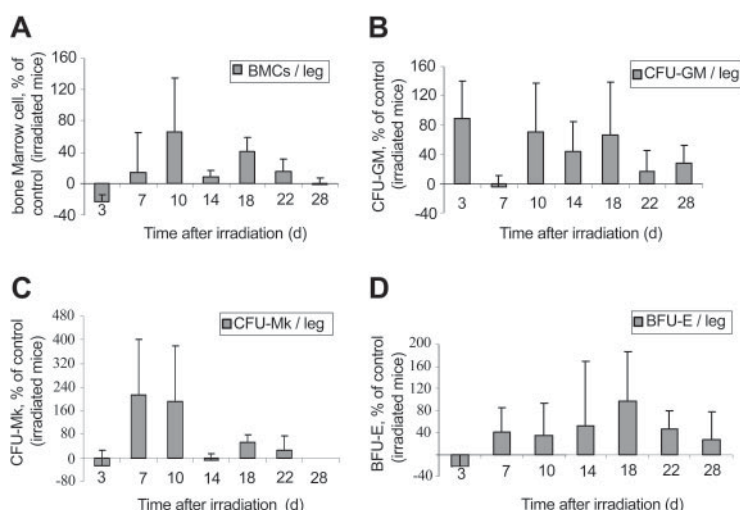 A
bone Marrow cell, % of
control (irradiated mice)
160
120
80
40
0
-40
BMCs / leg
3 7 10 14 18 22 28
Time after irradiation (d)
B
CFU-GM, % of control
(irradiated mice)
160
120
80
40
0
-40
CFU-GM / leg
3 7 10 14 18 22 28
Time after irradiation (d)
C
CFU-Mk, % of control
(irradiated mice)
480
400
320
240
160
80
0
-80
CFU-Mk / leg
3 7 10 14 18 22 28
Time after irradiation (d)
D
BFU-E, % of control
(irradiated mice)
200
160
120
80
40
-40
BFU-E / leg
3 7 10 14 18 22 28
Time after irradiation (d)